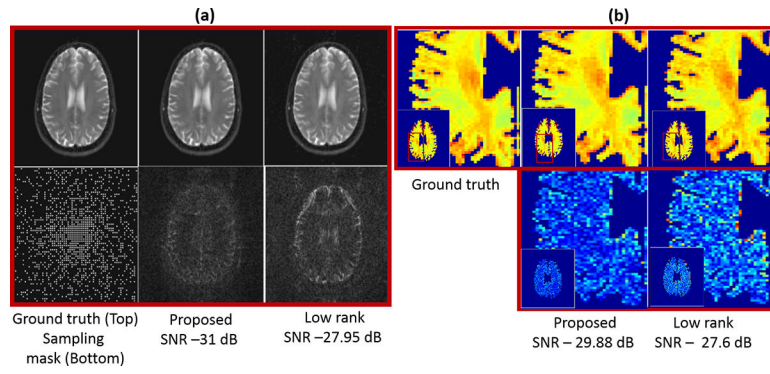 (a)
(b)
Ground truth (Top)
Sampling
mask (Bottom)
Proposed
SNR –31 dB
Low rank
SNR –27.95 dB
Ground truth
Proposed
SNR – 29.88 dB
Low rank
SNR –  27.6 dB